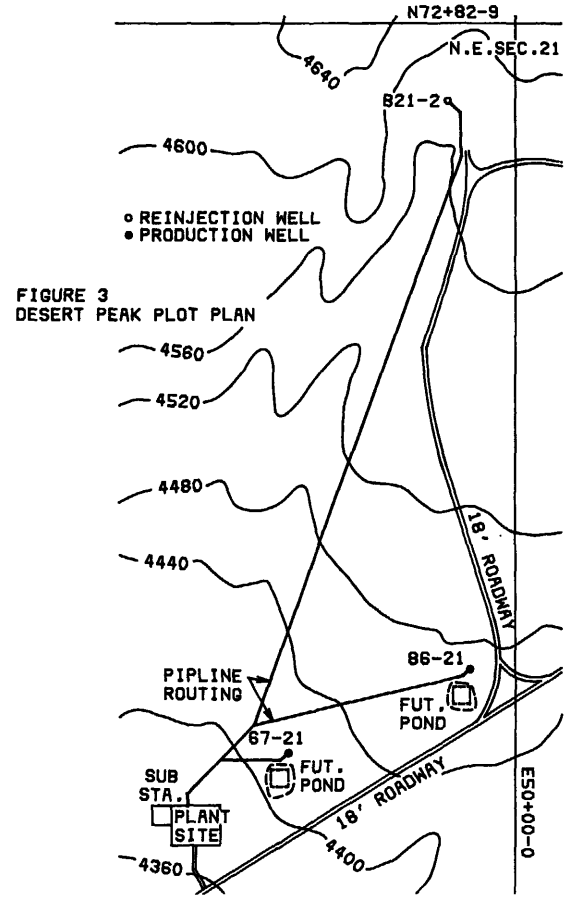 N72+82-9
N.E.SEC.21
4640
B21-2
4600
REINJECTION WELL
PRODUCTION WELL
FIGURE 3
DESERT PEAK PLOT PLAN
4560
4520
4480
18' ROADWAY
4440
86-21
PIPLINE
ROUTING
FUT.
POND
67-21
FUT.
POND
SUB
STA.
PLANT
SITE
18' ROADWAY
E50+00-0
4400
4360